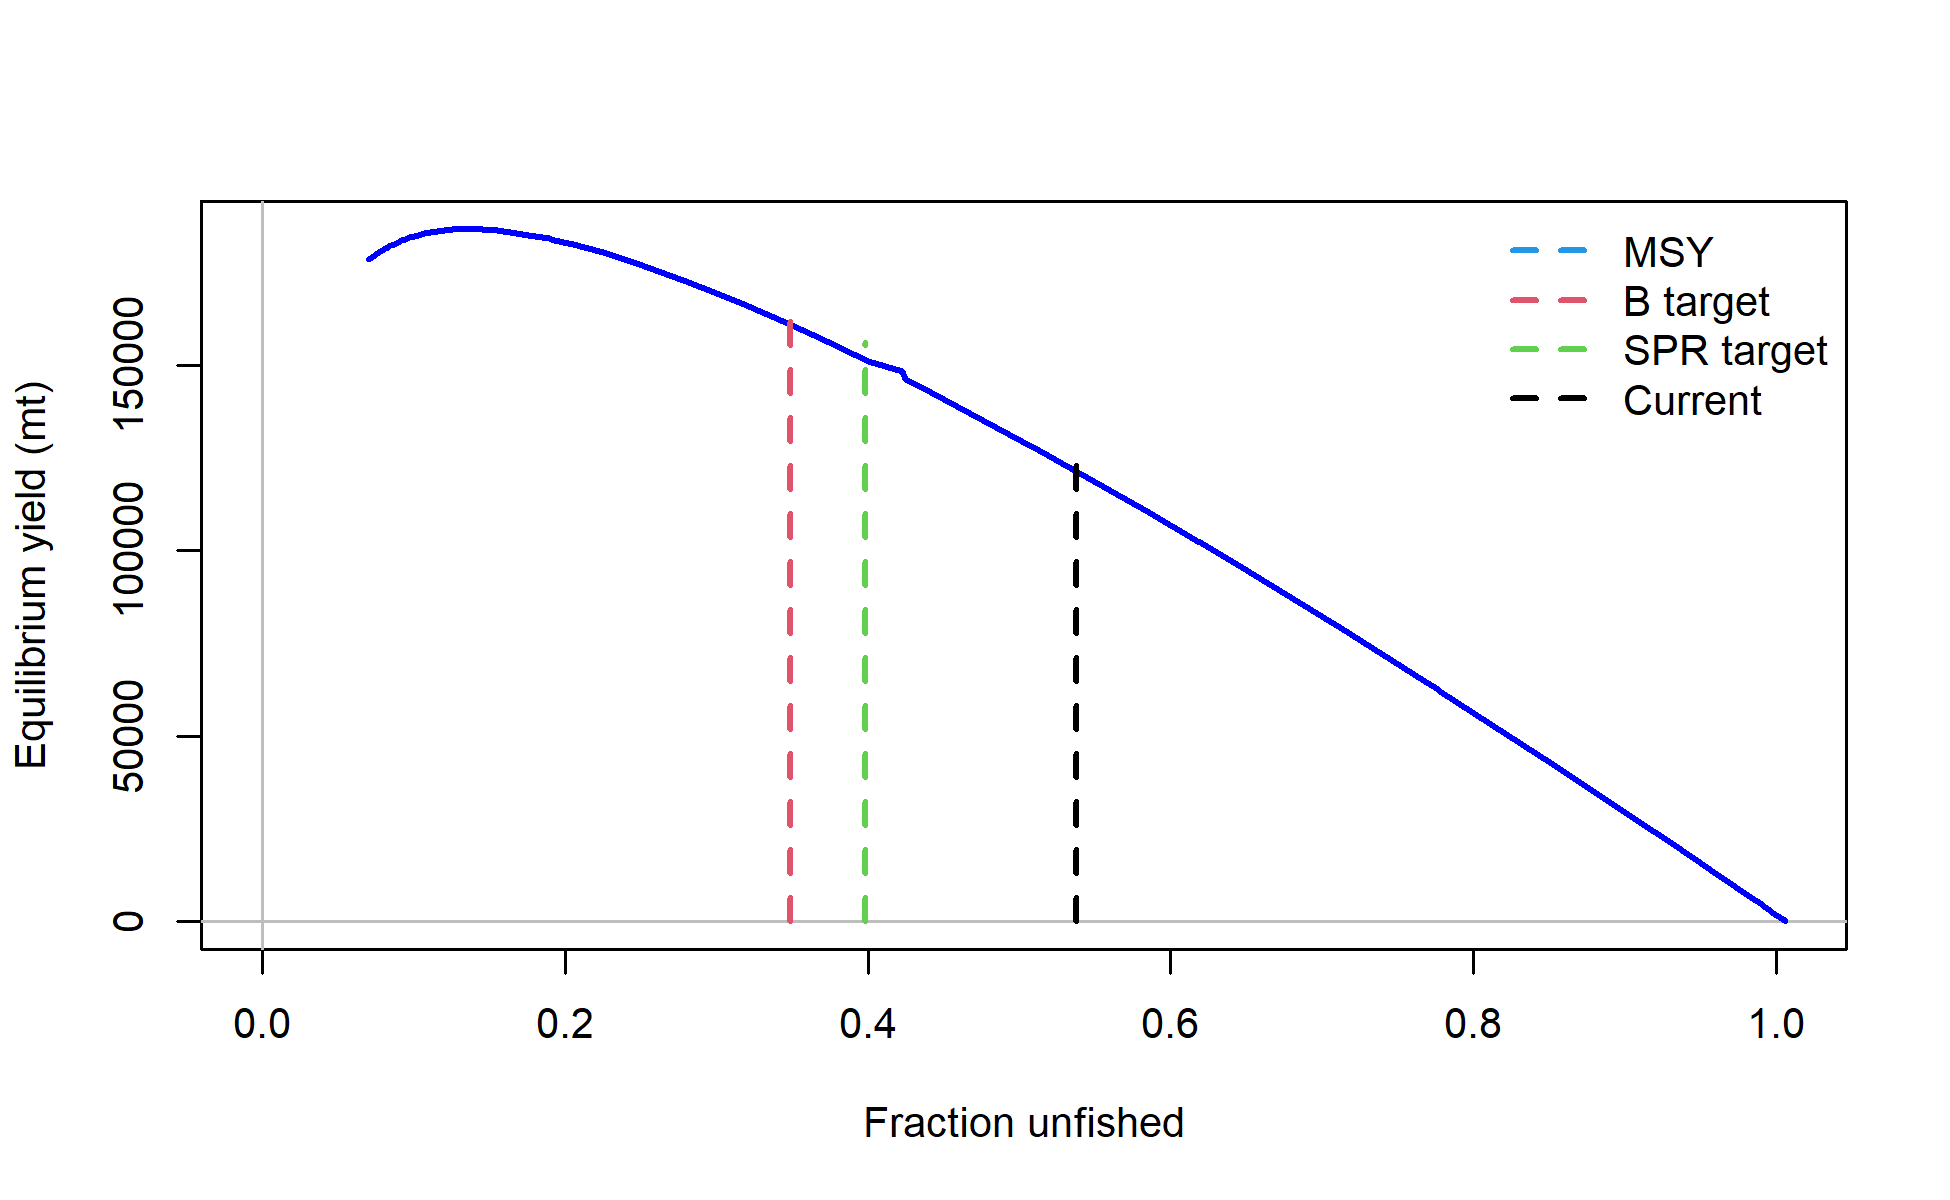 MSY
B target
SPR target
Current
Equilibrium yield (mt)
150000
100000
50000
0
0.0 0.2 0.4 0.6 0.8 1.0
Fraction unfished